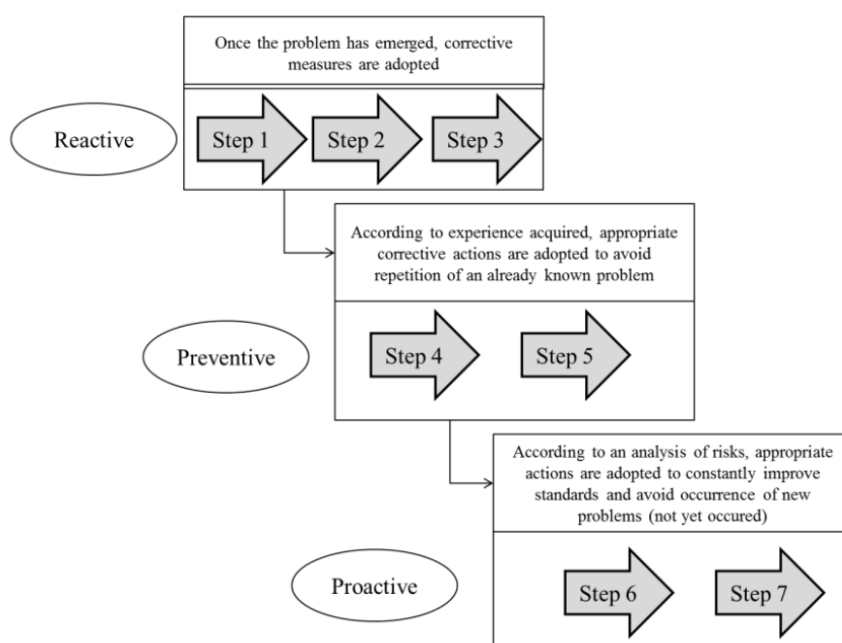 Once the problem has emerged, corrective
measures are adopted
Reactive
Step 1
Step 2
Step 3
According to experience acquired, appropriate
corrective actions are adopted to avoid
repetition of an already known problem
Preventive
Step 4
Step 5
According to an analysis of risks, appropriate
actions are adopted to constantly improve
standards and avoid occurrence of new
problems (not yet occured)
Proactive
Step 6
Step 7